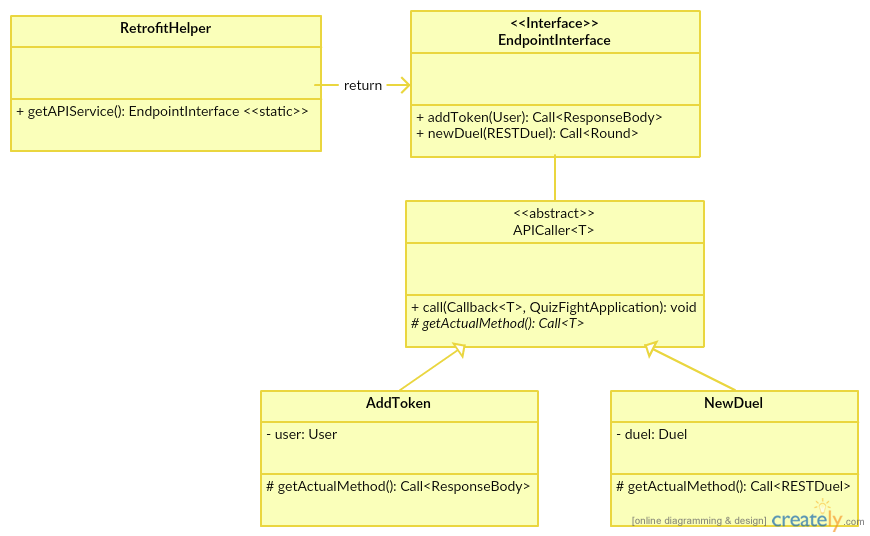 RetrofitHelper
+ getAPIService(): EndpointInterface <<static>>
return
<<Interface>>
EndpointInterface
+ addToken(User): Call<ResponseBody>
+ newDuel(RESTDuel): Call<Round>
<<abstract>>
APICaller<T>
+ call(Callback<T>, QuizFightApplication): void
# getActualMethod(): Call<T>
AddToken
- user: User
# getActualMethod(): Call<ResponseBody>
NewDuel
- duel: Duel
# getActualMethod(): Call<RESTDuel>
[online diagramming & design] creately.com